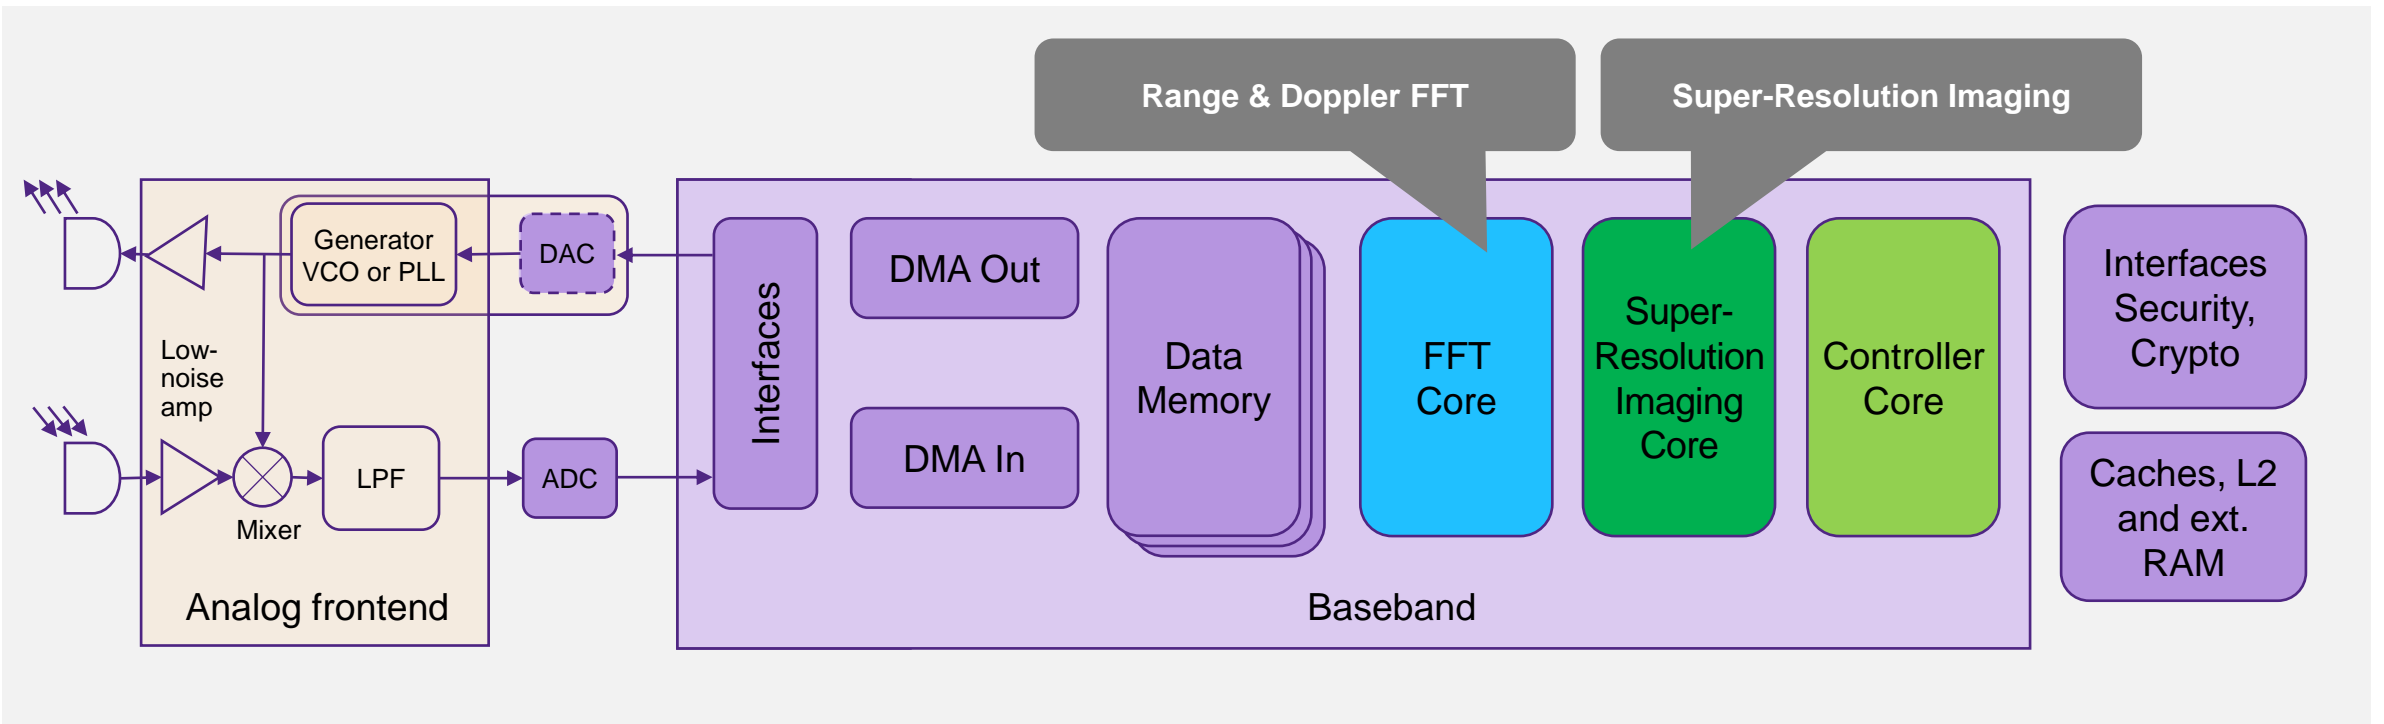 Range & Doppler FFT
Super-Resolution Imaging
Generator
VCO or PLL
DAC
Low-
noise
amp
Mixer
LPF
ADC
Analog frontend
Interfaces
DMA Out
DMA In
Data
Memory
FFT
Core
Super-
Resolution
Imaging
Core
Controller
Core
Baseband
Interfaces
Security,
Crypto
Caches, L2
and ext.
RAM